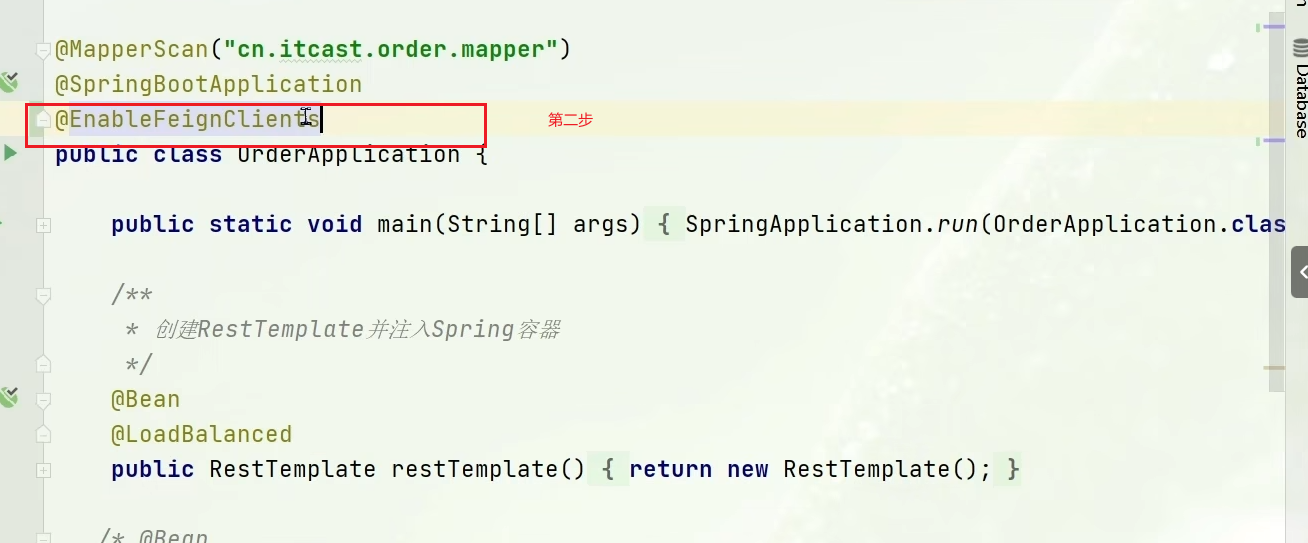 @MapperScan("cn.itcast.order.mapper")
@SpringBootApplication
@EnableFeignClients
第二步
public class OrderApplication {
public static void main(String[] args) { SpringApplication.run(OrderApplication.clas
/**
* 创建RestTemplate并注入Spring容器
*/
@Bean
@LoadBalanced
public RestTemplate restTemplate() { return new RestTemplate(); }
/* @Bean
Database